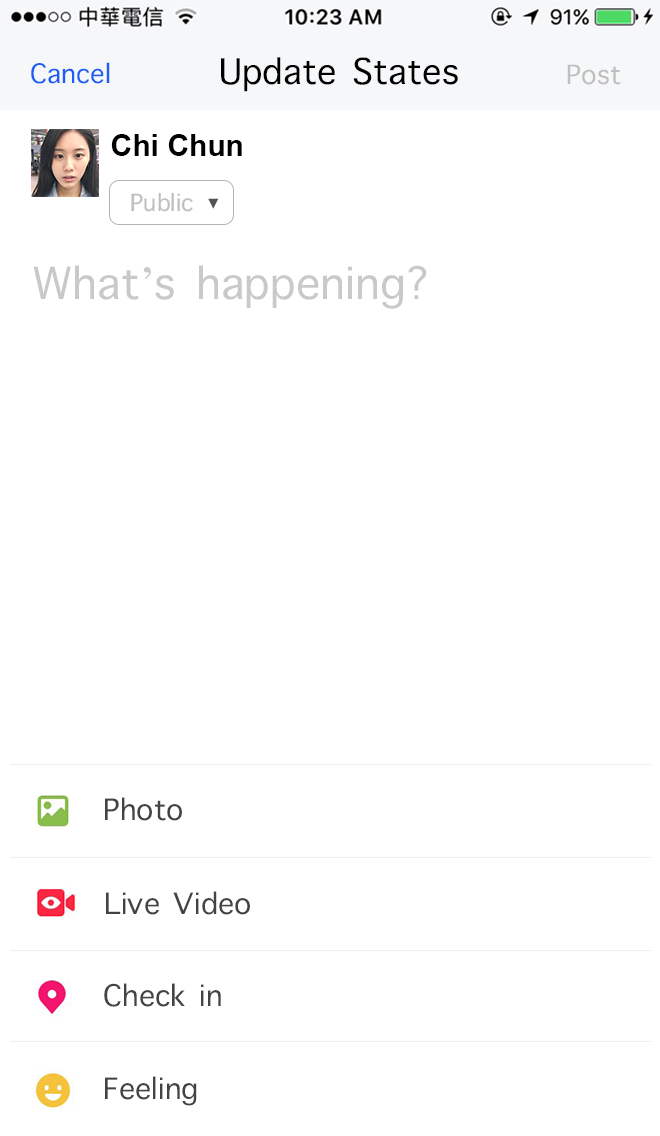 中華電信 10:23 AM 91%
Cancel Update States Post
Chi Chun
Public
What’s happening?
Photo
Live Video
Check in
Feeling